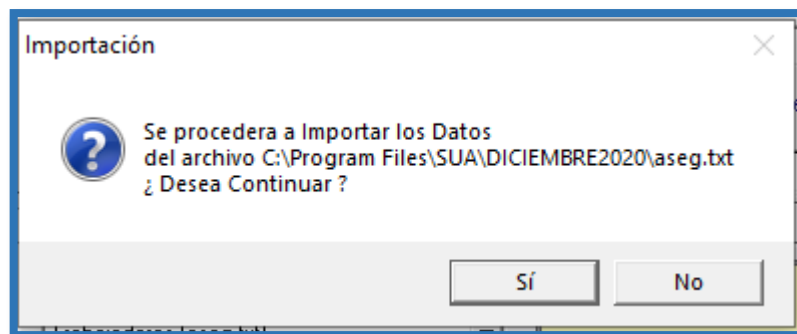 Importación
Se procedera a Importar los Datos
del archivo C:\Program Files\SUA\DICIEMBRE2020\aseg.txt
¿ Desea Continuar ?
Sí
No